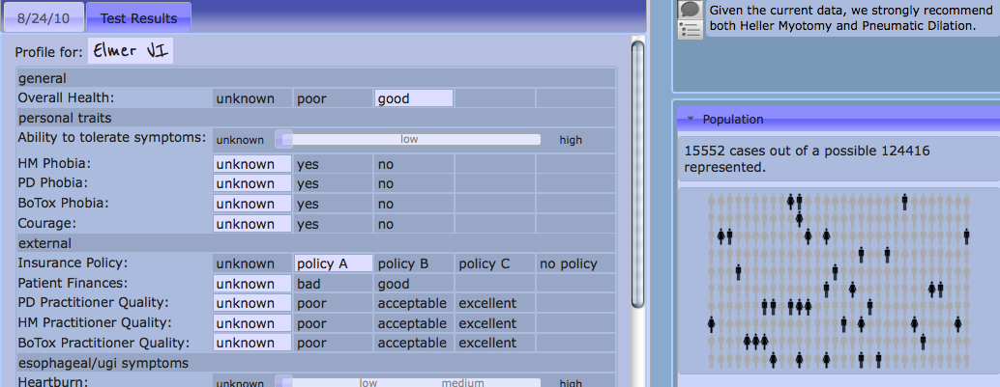 8/24/10 Test Results
Profile for: Elmer VI
general
Overall Health: unknown poor good
personal traits
Ability to tolerate symptoms: unknown low high
HM Phobia: unknown yes no
PD Phobia: unknown yes no
BoTox Phobia: unknown yes no
Courage: unknown yes no
external
Insurance Policy: unknown policy A policy B policy C no policy
Patient Finances: unknown bad good
PD Practitioner Quality: unknown poor acceptable excellent
HM Practitioner Quality: unknown poor acceptable excellent
BoTox Practitioner Quality: unknown poor acceptable excellent
esophageal/ugi symptoms
Heartburn: unknown low medium high
Given the current data, we strongly recommend
both Heller Myotomy and Pneumatic Dilation.
Population
15552 cases out of a possible 124416
represented.